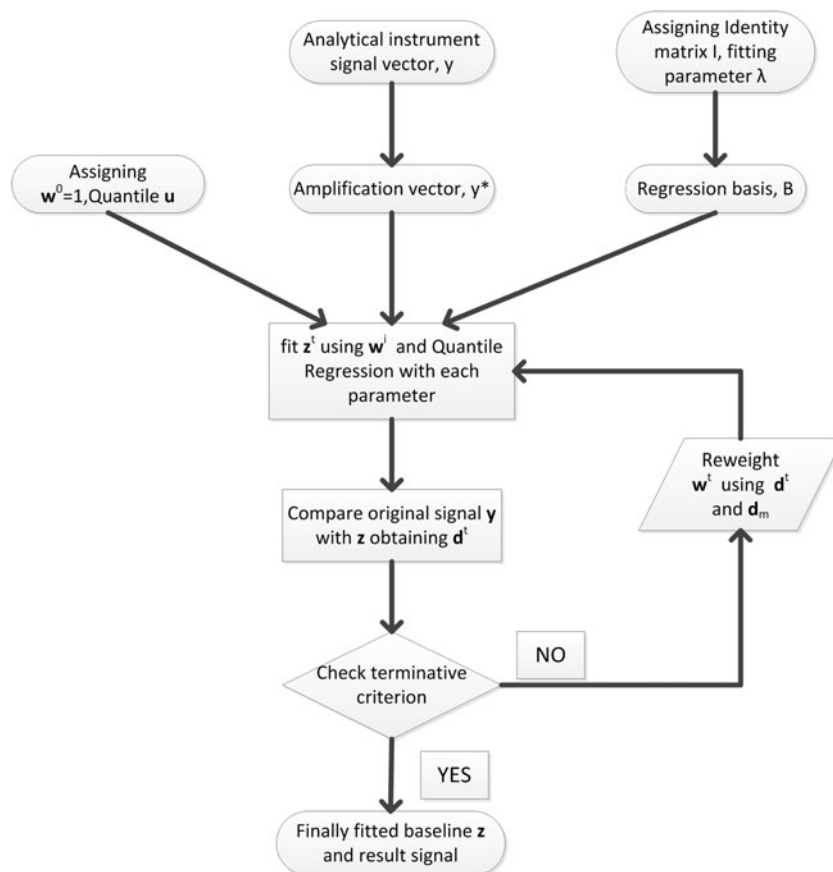 Analytical instrument
signal vector, y
Assigning Identity
matrix I, fitting
parameter λ
Assigning
w⁰=1,Quantile u
Amplification vector, y*
Regression basis, B
fit zᵗ using wⁱ and Quantile
Regression with each
parameter
Reweight
wᵗ using dᵗ
and dₘ
Compare original signal y
with z obtaining dᵗ
Check terminative
criterion
NO
YES
Finally fitted baseline z
and result signal